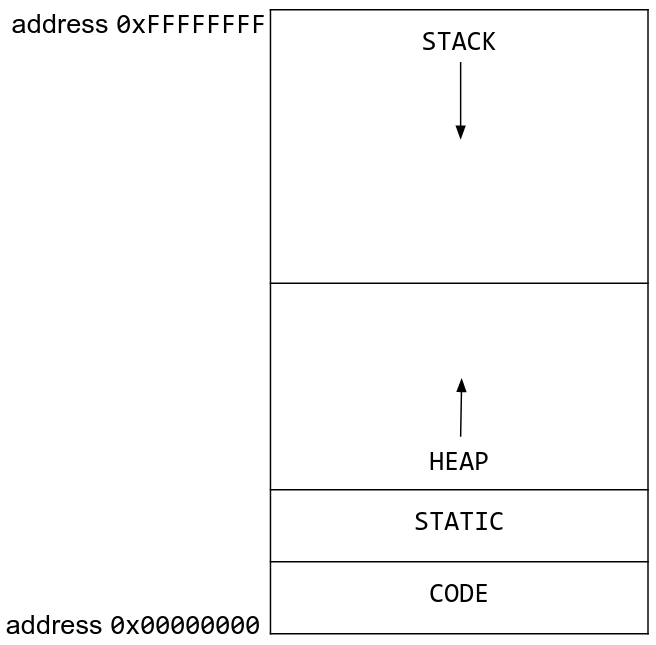 address 0xFFFFFFFF
STACK
HEAP
STATIC
CODE
address 0x00000000